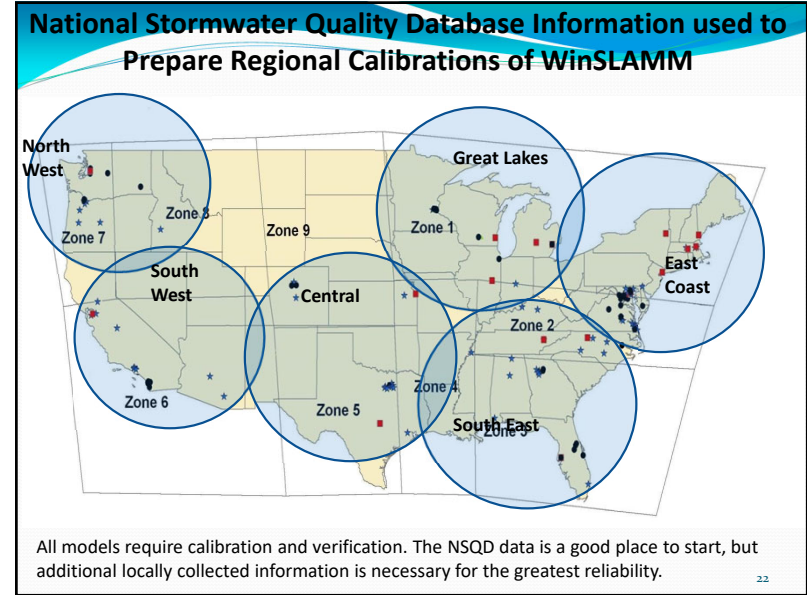 National Stormwater Quality Database Information used to
Prepare Regional Calibrations of WinSLAMM
North
West
Great Lakes
Zone 8
Zone 7
Zone 9
Zone 1
South
West
Central
East
Coast
Zone 2
Zone 6
Zone 5
Zone 4
South East
Zone 3
All models require calibration and verification. The NSQD data is a good place to start, but
additional locally collected information is necessary for the greatest reliability.
22